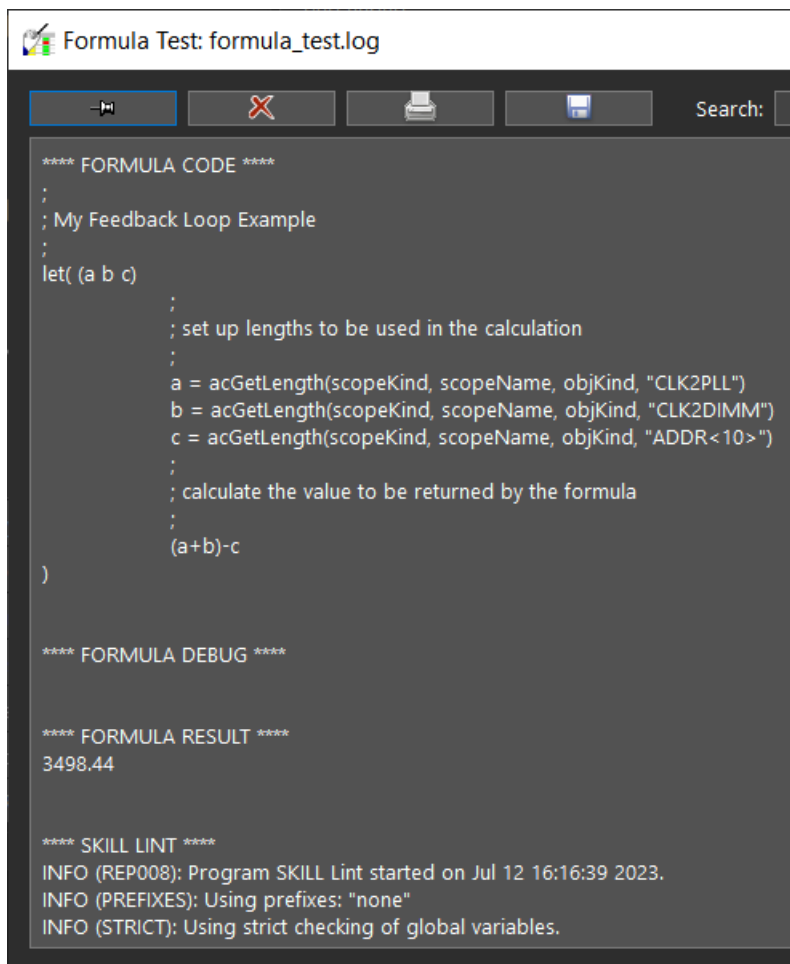 Formula Test: formula_test.log
Search:
**** FORMULA CODE ****
;
; My Feedback Loop Example
;
let( (a b c)
;
; set up lengths to be used in the calculation
;
a = acGetLength(scopeKind, scopeName, objKind, "CLK2PLL")
b = acGetLength(scopeKind, scopeName, objKind, "CLK2DIMM")
c = acGetLength(scopeKind, scopeName, objKind, "ADDR<10>")
;
; calculate the value to be returned by the formula
;
(a+b)-c
)
**** FORMULA DEBUG ****
**** FORMULA RESULT ****
3498.44
**** SKILL LINT ****
INFO (REP008): Program SKILL Lint started on Jul 12 16:16:39 2023.
INFO (PREFIXES): Using prefixes: "none"
INFO (STRICT): Using strict checking of global variables.